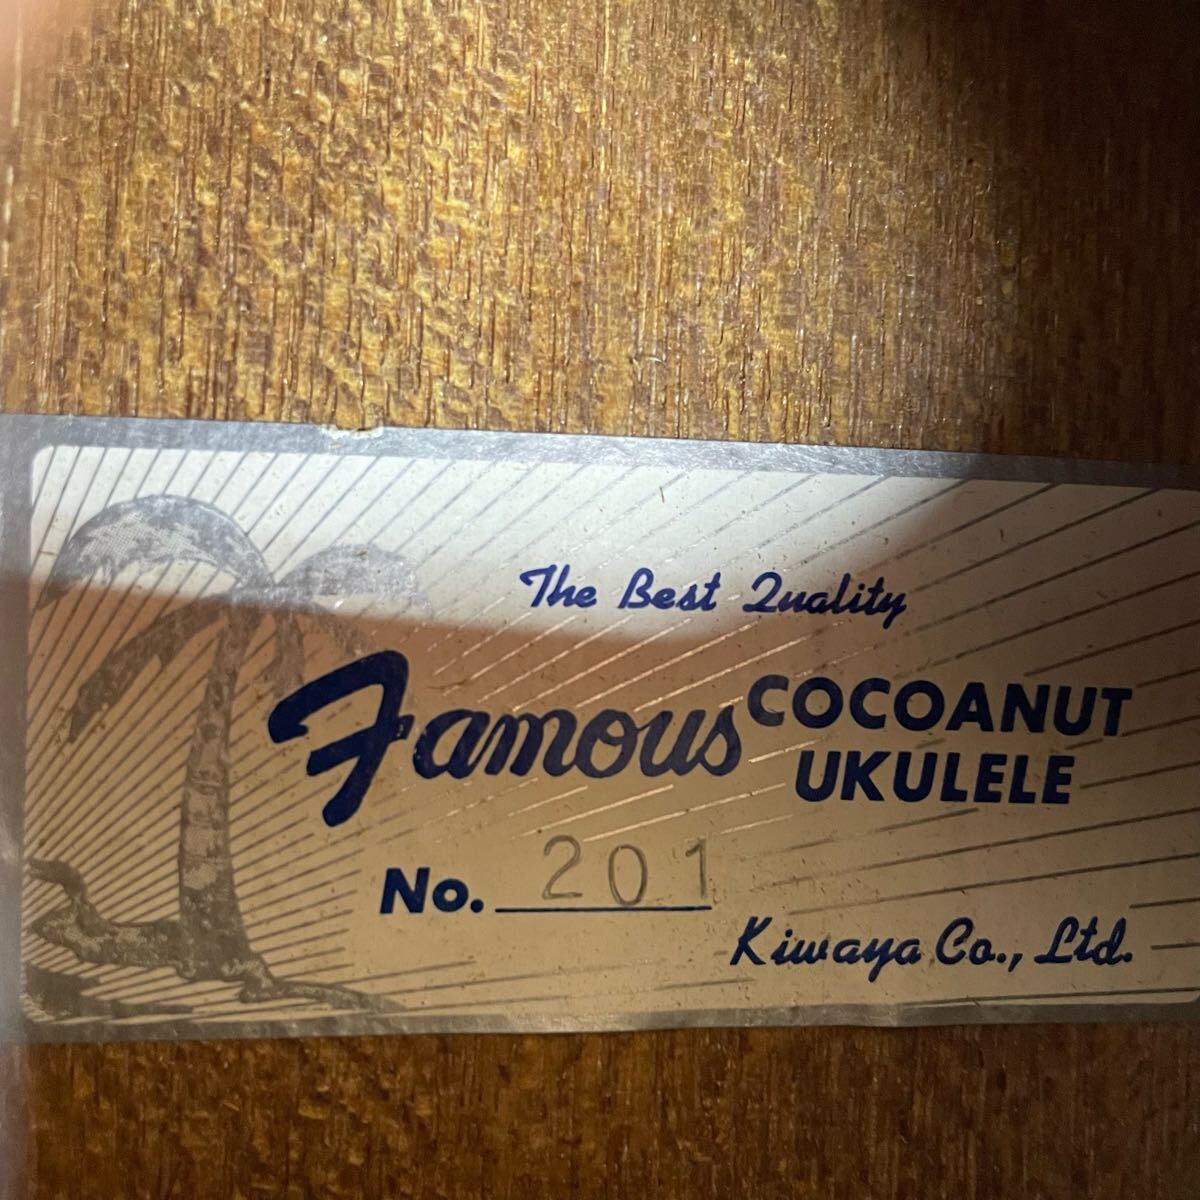 The Best Quality
Famous COCOANUT
UKULELE
No. 201
Kiwaya Co., Ltd.